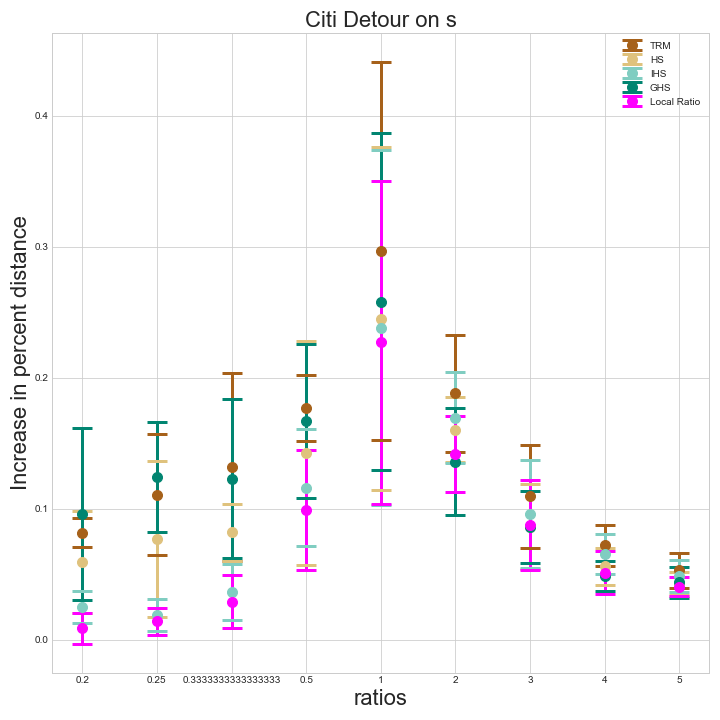 Citi Detour on s
TRM
HS
IHS
GHS
Local Ratio
Increase in percent distance
0.4
0.3
0.2
0.1
0.0
0.2 0.25 0.3333333333333333 0.5 1 2 3 4 5
ratios